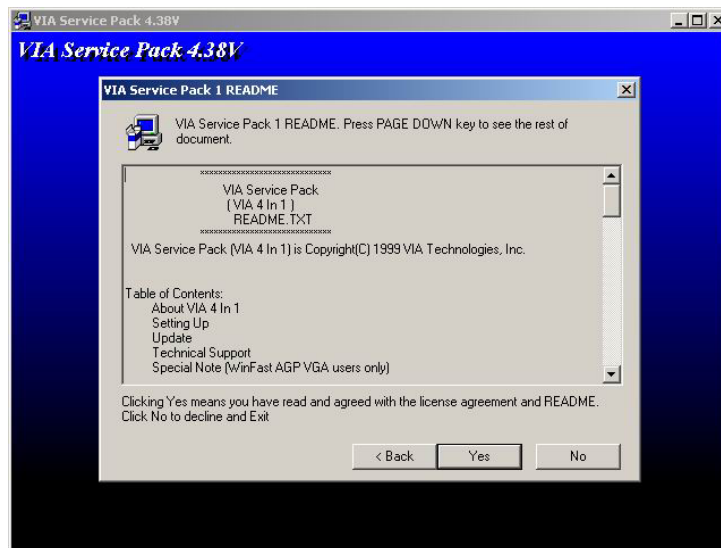 VIA Service Pack 4.38V
VIA Service Pack 4.38V
VIA Service Pack 1 README
VIA Service Pack 1 README. Press PAGE DOWN key to see the rest of
document.
****************************
VIA Service Pack
( VIA 4 In 1 )
README.TXT
****************************
VIA Service Pack (VIA 4 In 1) is Copyright(C) 1999 VIA Technologies, Inc.
Table of Contents:
About VIA 4 In 1
Setting Up
Update
Technical Support
Special Note (WinFast AGP VGA users only)
Clicking Yes means you have read and agreed with the license agreement and README.
Click No to decline and Exit
< Back
Yes
No